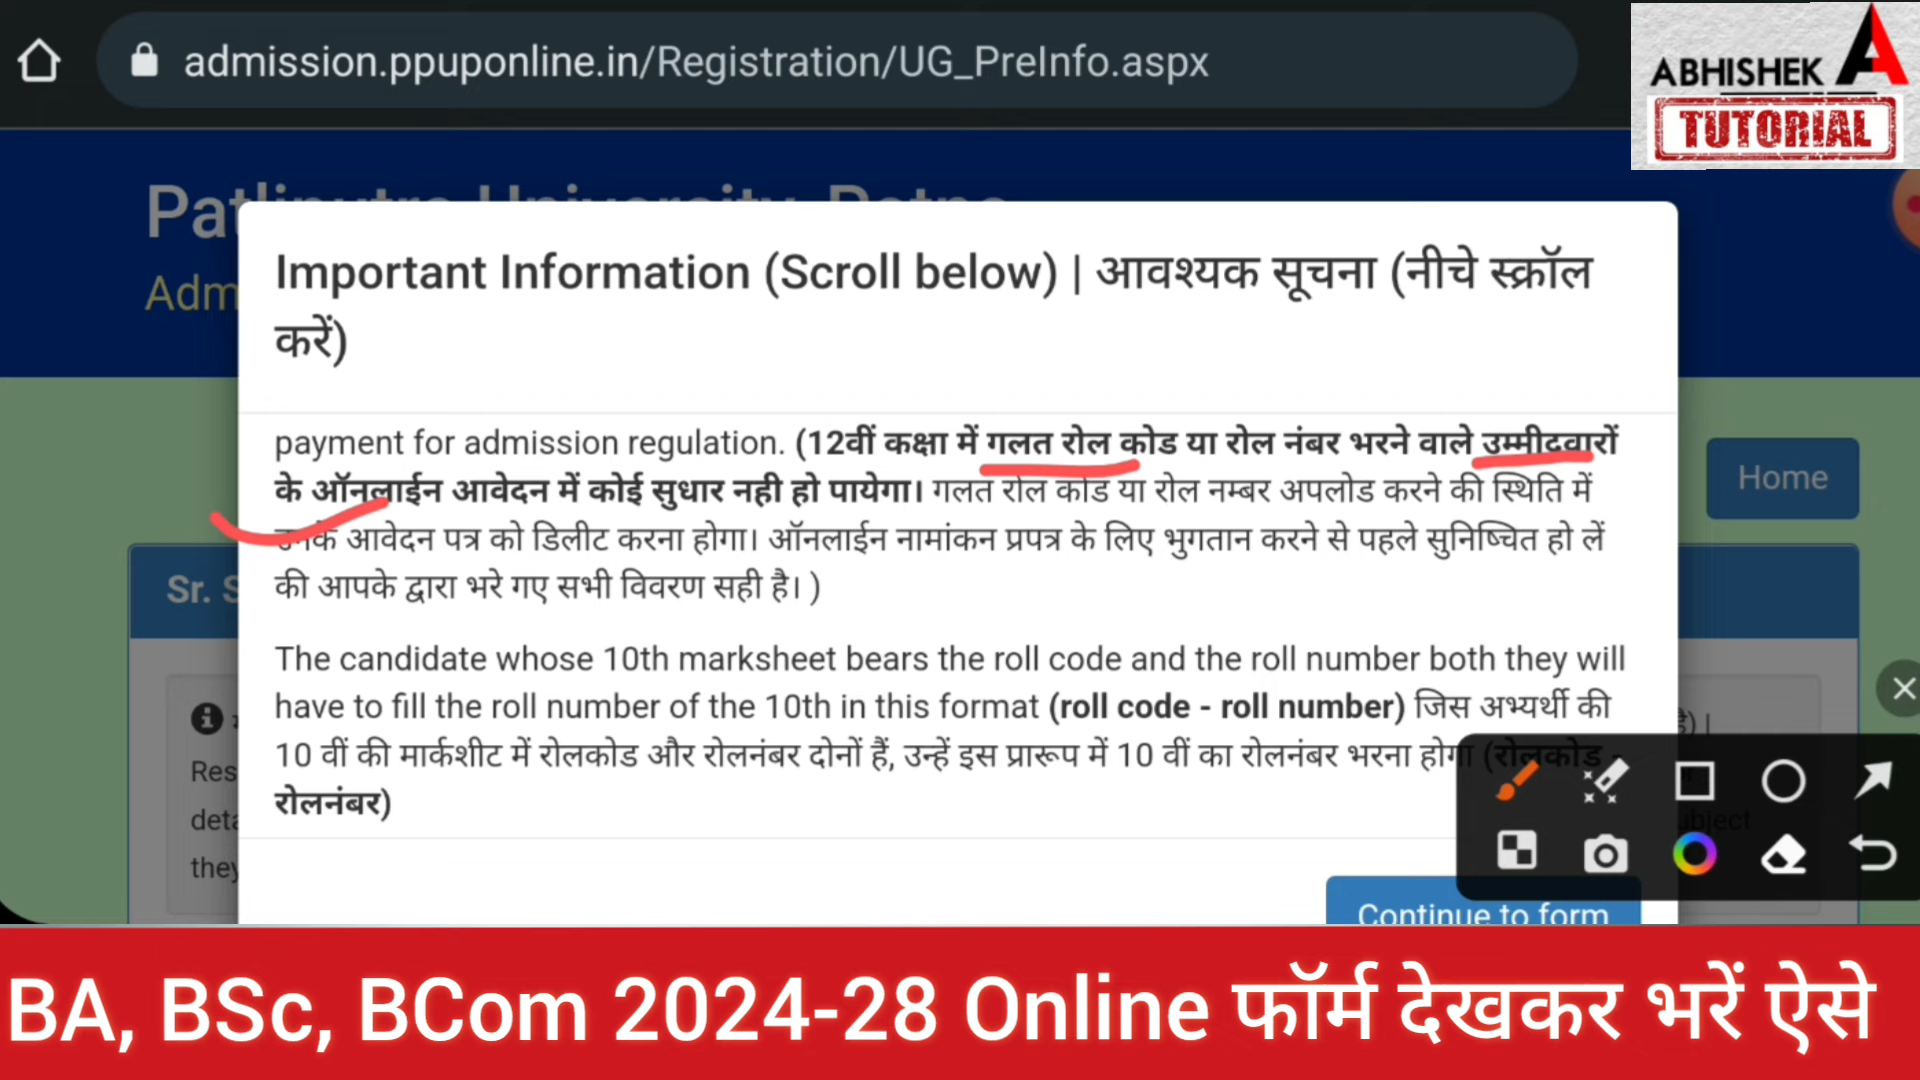 admission.ppuponline.in/Registration/UG_PreInfo.aspx
ABHISHEK
TUTORIAL
Important Information (Scroll below) | आवश्यक सूचना (नीचे स्क्रॉल
करें)
payment for admission regulation. (12वीं कक्षा में गलत रोल कोड या रोल नंबर भरने वाले उम्मीदवारों
के ऑनलाईन आवेदन में कोई सुधार नही हो पायेगा। गलत रोल कोड या रोल नम्बर अपलोड करने की स्थिति में
उनके आवेदन पत्र को डिलीट करना होगा। ऑनलाईन नामांकन प्रपत्र के लिए भुगतान करने से पहले सुनिष्चित हो लें
की आपके द्वारा भरे गए सभी विवरण सही है। )
The candidate whose 10th marksheet bears the roll code and the roll number both they will
have to fill the roll number of the 10th in this format (roll code - roll number) जिस अभ्यर्थी की
10 वीं की मार्कशीट में रोलकोड और रोलनंबर दोनों हैं, उन्हें इस प्रारूप में 10 वीं का रोलनंबर भरना होगा (रोलकोड -
रोलनंबर)
Continue to form
Home
Sr. S
they
BA, BSc, BCom 2024-28 Online फॉर्म देखकर भरें ऐसे